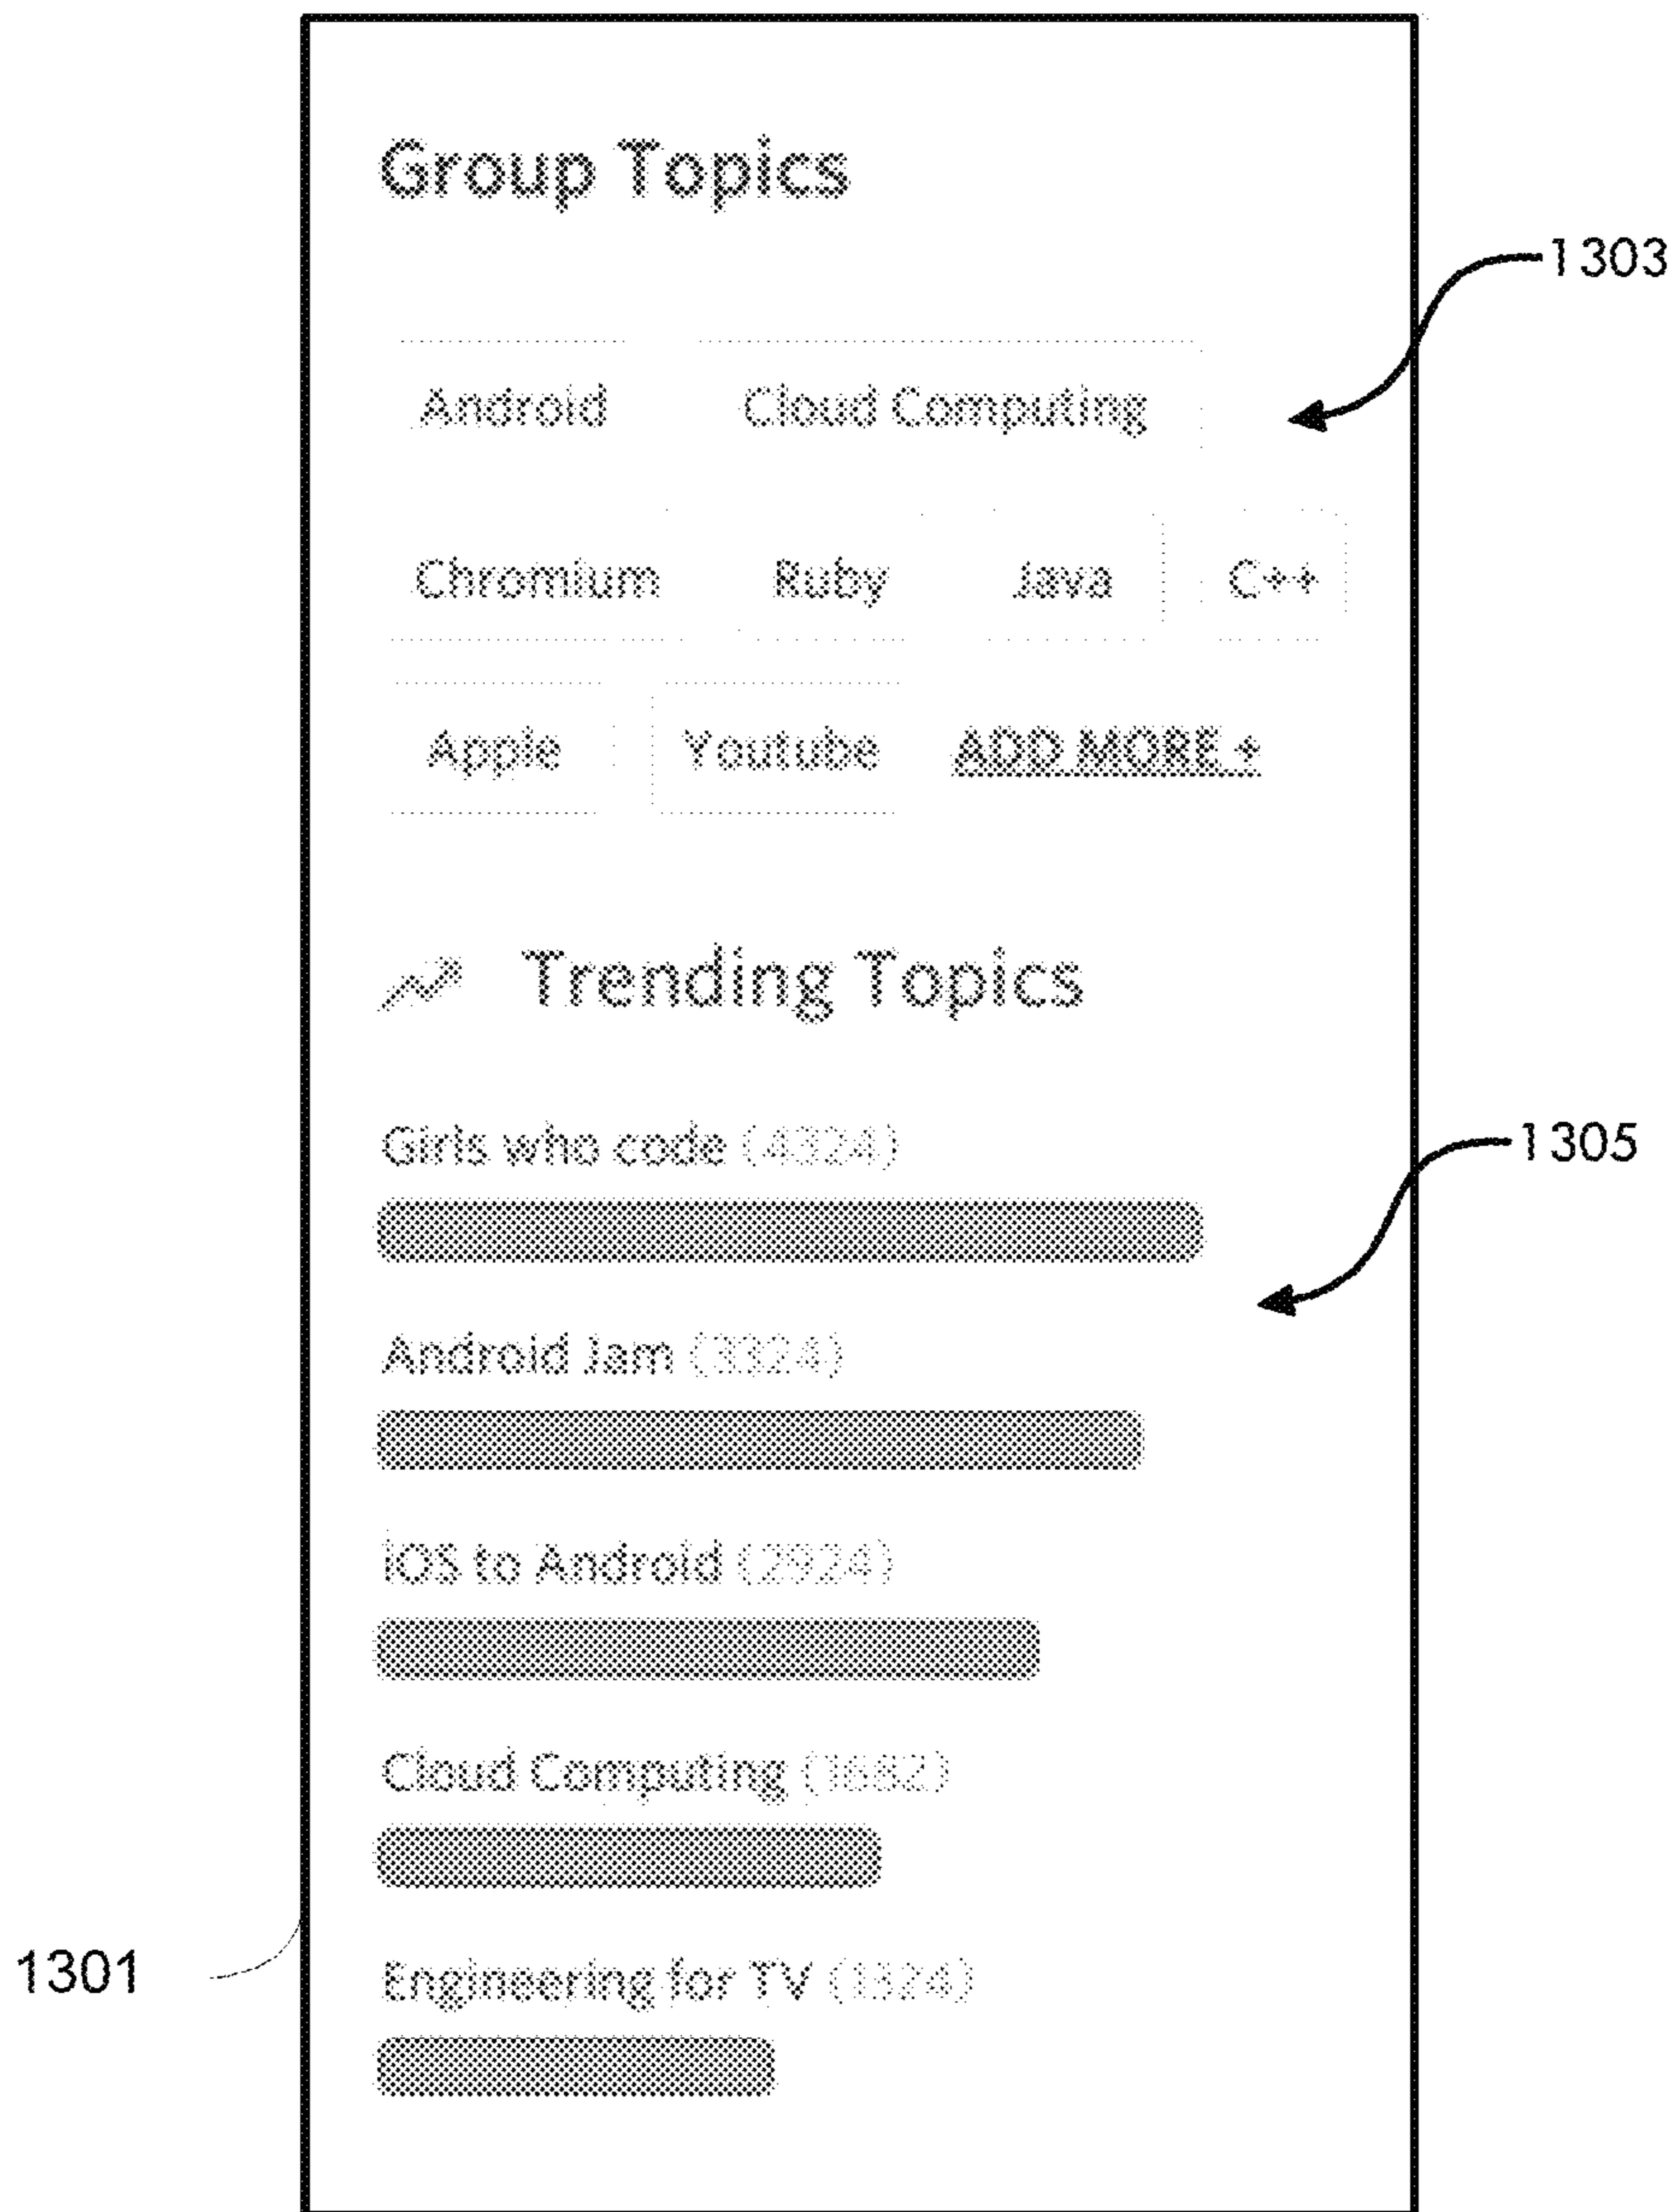 Group Topics
1303
Android Cloud Computing
Chromium Ruby Java C++
Apple Youtube ADD MORE +
Trending Topics
Girls who code (4324)
1305
Android Jam (3324)
iOS to Android (2924)
Cloud Computing
1301
Engineering for TV (1324)